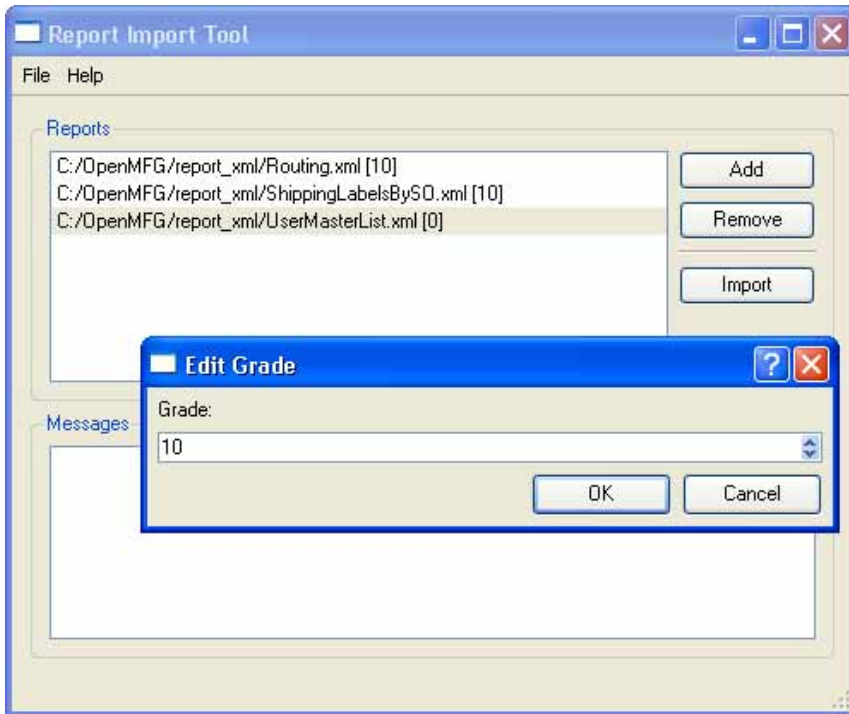 Report Import Tool
File Help
Reports
C:/OpenMFG/report_xml/Routing.xml [10]
C:/OpenMFG/report_xml/ShippingLabelsBySO.xml [10]
C:/OpenMFG/report_xml/UserMasterList.xml [0]
Add
Remove
Import
Edit Grade
Grade:
10
OK Cancel
Messages